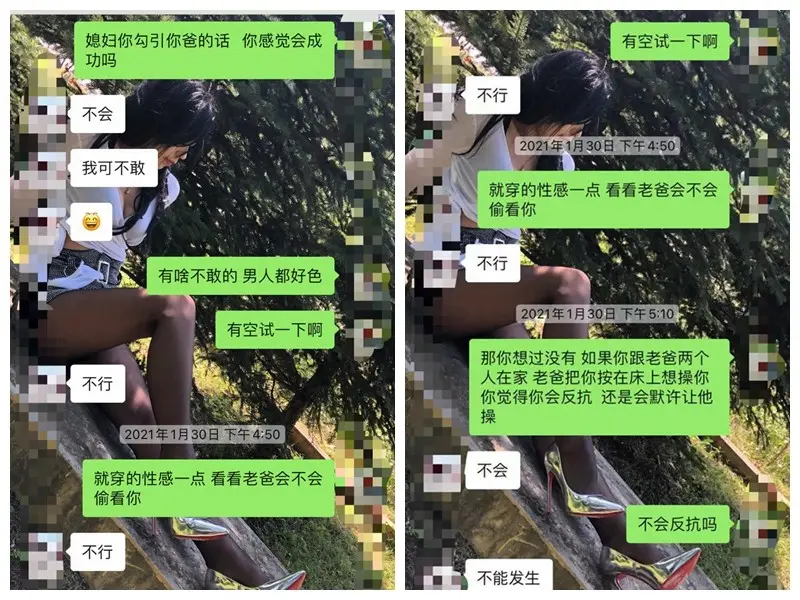 媳妇你勾引你爸的话 你感觉会成
功吗
不会
我可不敢
有啥不敢的 男人都好色
有空试一下啊
不行
2021年1月30日 下午4:50
就穿的性感一点 看看老爸会不会
偷看你
不行
有空试一下啊
不行
2021年1月30日 下午4:50
就穿的性感一点 看看老爸会不会
偷看你
不行
2021年1月30日 下午5:10
那你想过没有 如果你跟老爸两个
人在家 老爸把你按在床上想操你
你觉得你会反抗 还是会默许让他
操
不会
不会反抗吗
不能发生